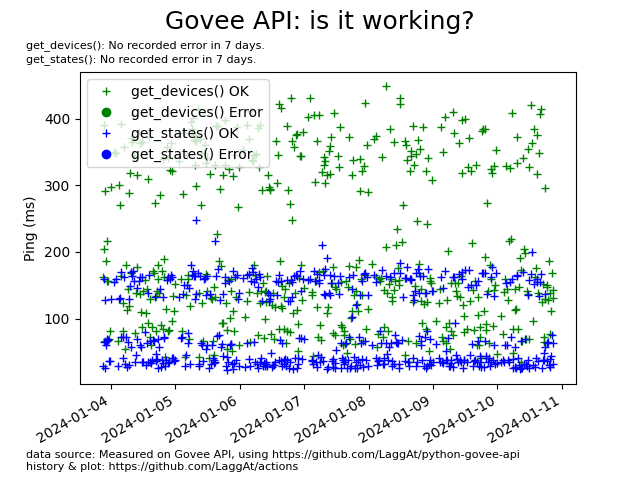 Govee API: is it working?
get_devices(): No recorded error in 7 days.
get_states(): No recorded error in 7 days.
get_devices() OK
get_devices() Error
get_states() OK
get_states() Error
Ping (ms)
400
300
200
100
2024-01-04
2024-01-05
2024-01-06
2024-01-07
2024-01-08
2024-01-09
2024-01-10
2024-01-11
data source: Measured on Govee API, using https://github.com/LaggAt/python-govee-api
history & plot: https://github.com/LaggAt/actions